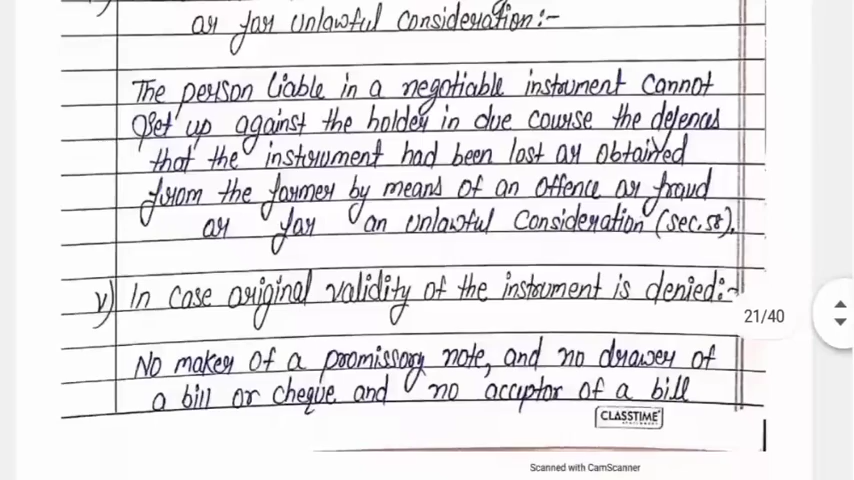 or for unlawful consideration:-
The person liable in a negotiable instrument cannot
set up against the holder in due course the defences
that the instrument had been lost or obtained
from the former by means of an offence or fraud
or for an unlawful consideration (sec.58).
v) In case original validity of the instrument is denied:-
21/40
No maker of a promissory note, and no drawer of
a bill or cheque and no acceptor of a bill
CLASSTIME
Scanned with CamScanner